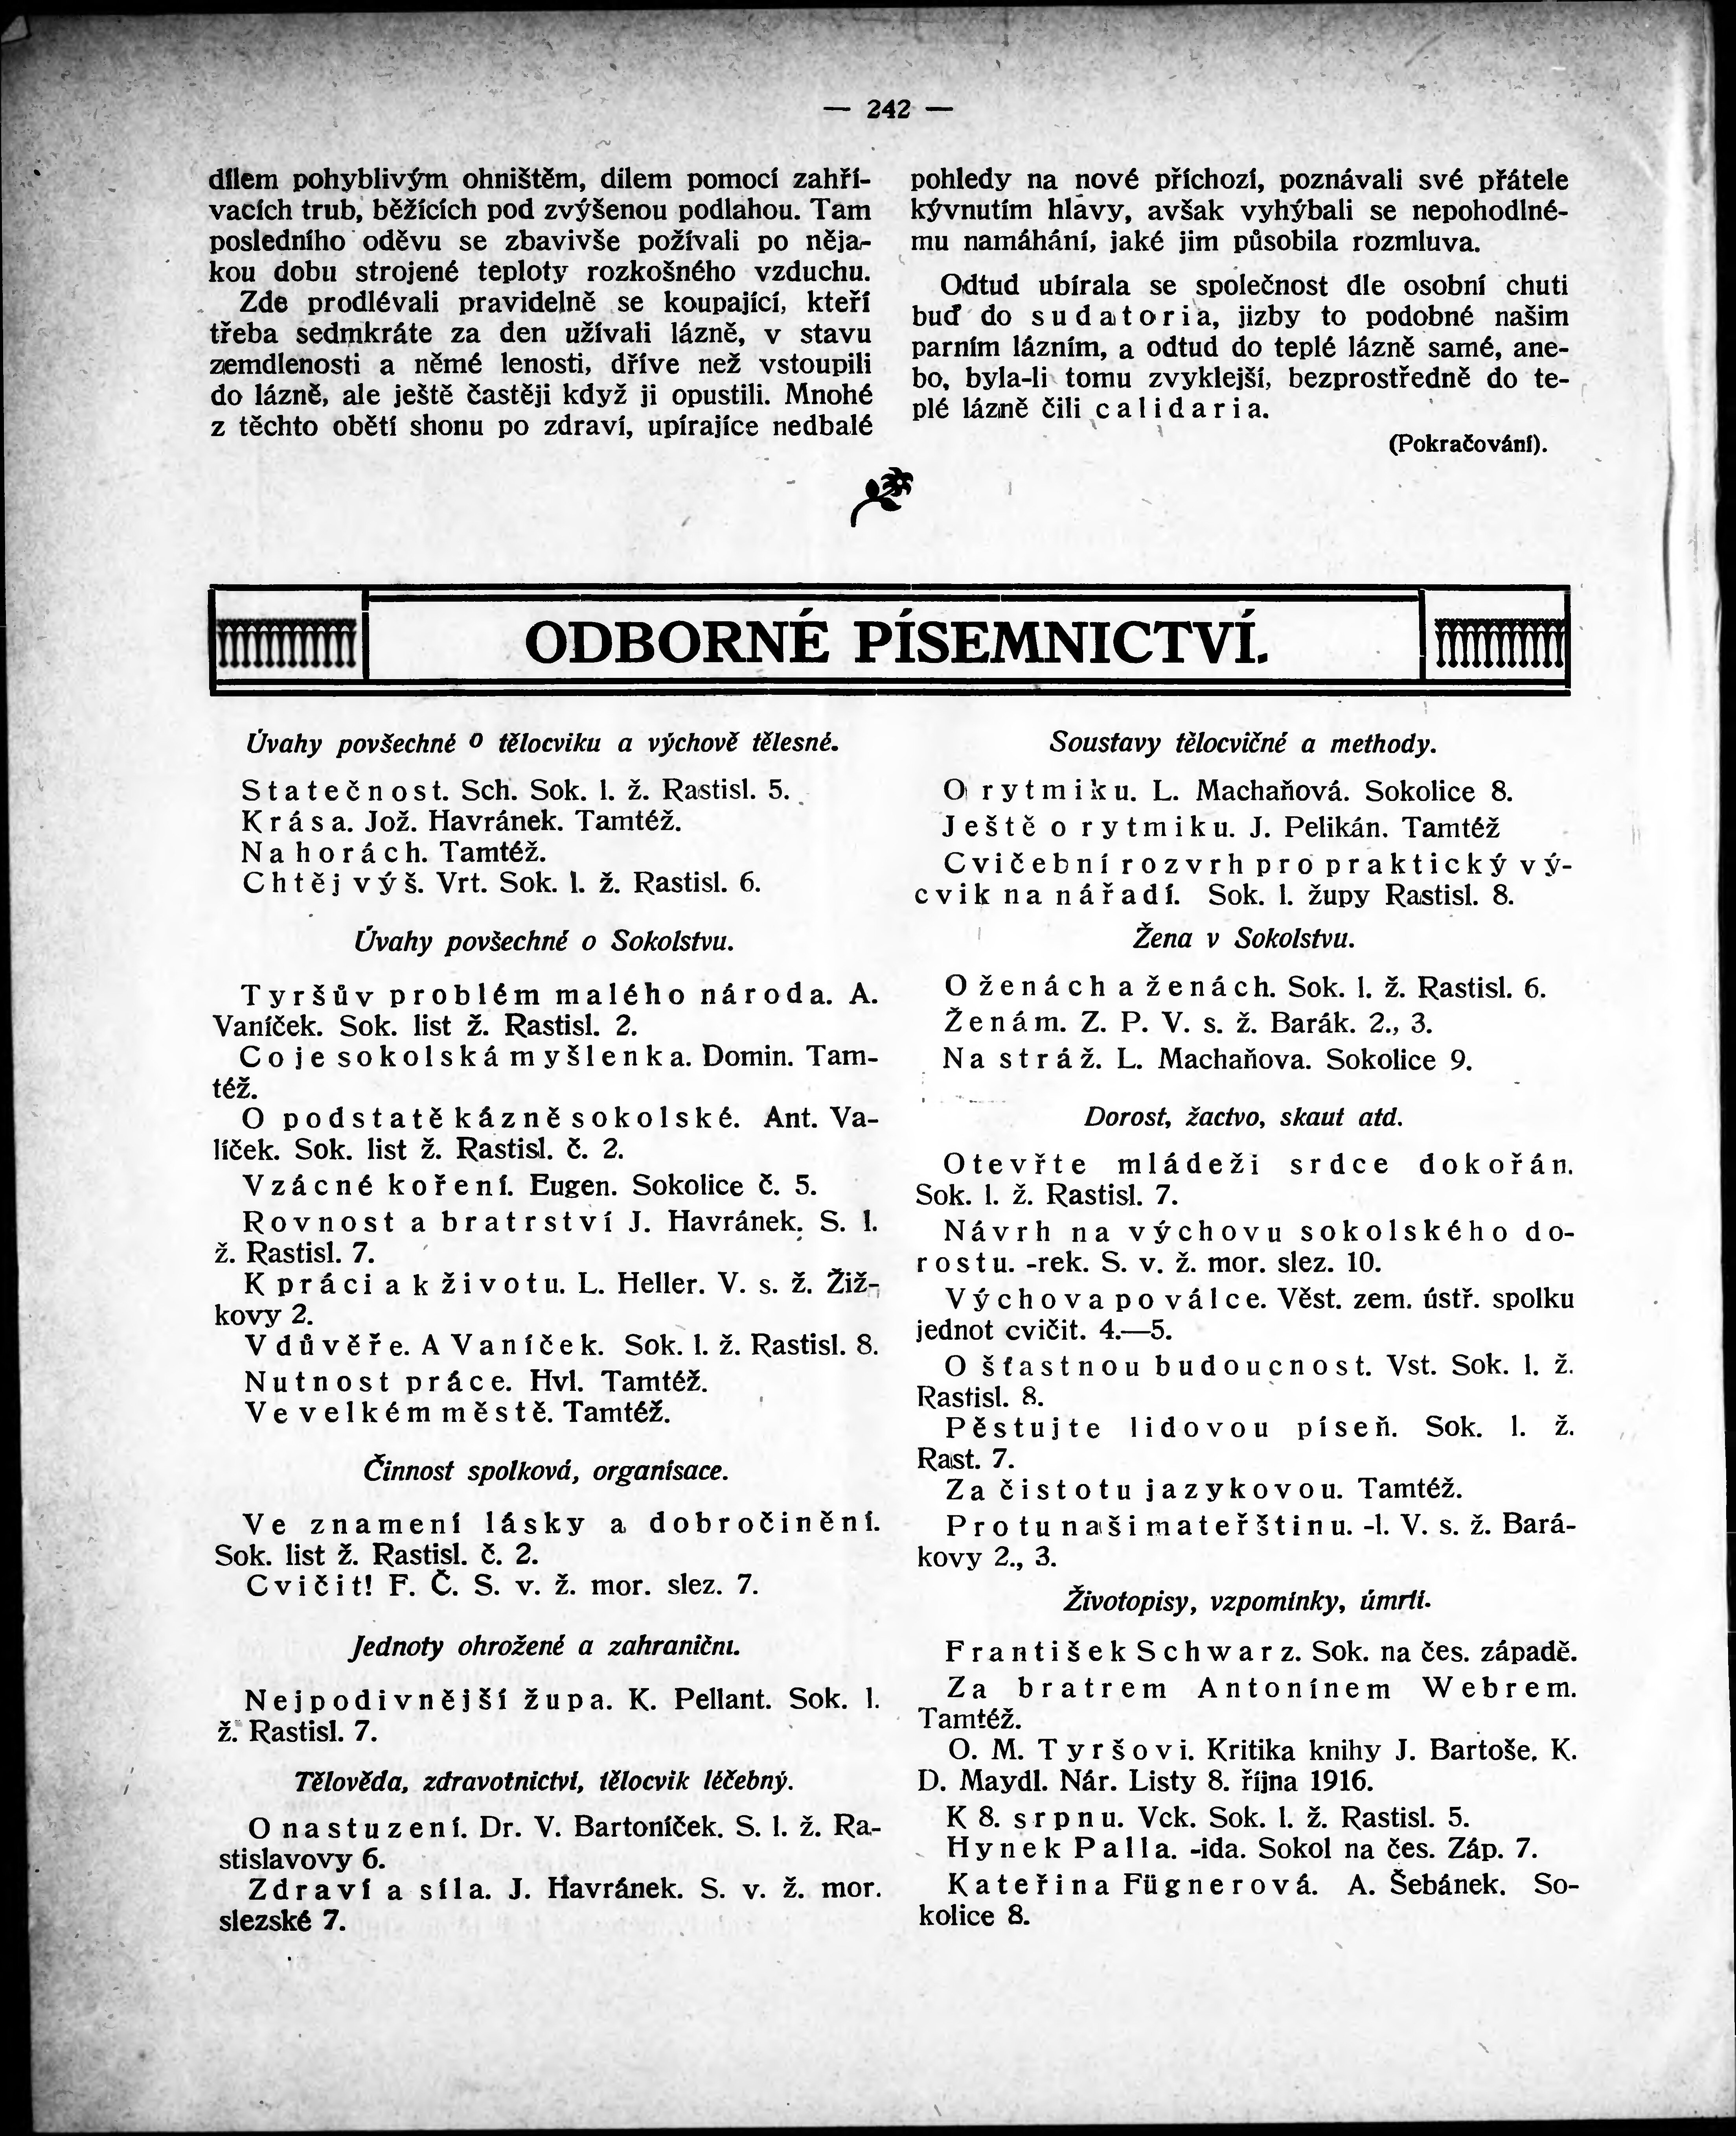 — 242 —
dílem pohyblivým ohništěm, dílem pomocí zahří-
vacích trub, běžících pod zvýšenou podlahou. Tam
posledního oděvu se zbavivše požívali po něja-
kou dobu strojené teploty rozkošného vzduchu.
Zde prodlévali pravidelně se koupající, kteří
třeba sedmkráte za den užívali lázně, v stavu
zemdlenosti a němé lenosti, dříve než vstoupili
do lázně, ale ještě častěji když ji opustili. Mnohé
z těchto obětí shonu po zdraví, upírajíce nedbalé
pohledy na nové příchozí, poznávali své přátele
kývnutím hlavy, avšak vyhýbali se nepohodlné-
mu namáhání, jaké jim působila rozmluva.
Odtud ubírala se společnost dle osobní chuti
buď do sudatoria, jizby to podobné našim
parním lázním, a odtud do teplé lázně samé, ane-
bo, byla-li tomu zvyklejší, bezprostředně do te-
plé lázně čili calidaria.
(Pokračování).
ODBORNÉ PÍSEMNICTVÍ.
Úvahy povšechné o tělocviku a výchově tělesné.
Statečnost. Sch. Sok. l. ž. Rastisl. 5.
Krása. Jož. Havránek. Tamtéž.
Na horách. Tamtéž.
Chtěj výš. Vrt. Sok. l. ž. Rastisl. 6.
Úvahy povšechné o Sokolstvu.
Tyršův problém malého národa. A.
Vaníček. Sok. list ž. Rastisl. 2.
Co je sokolská myšlenka. Domin. Tam-
též.
O podstatě kázně sokolské. Ant. Va-
líček. Sok. list ž. Rastisl. č. 2.
Vzácné koření. Eugen. Sokolice č. 5.
Rovnost a bratrství J. Havránek. S. l.
ž. Rastisl. 7.
K práci a k životu. L. Heller. V. s. ž. Žiž-
kovy 2.
V důvěře. A Vaníček. Sok. l. ž. Rastisl. 8.
Nutnost práce. Hvl. Tamtéž.
Ve velkém městě. Tamtéž.
Činnost spolková, organisace.
Ve znamení lásky a dobročinění.
Sok. list ž. Rastisl. č. 2.
Cvičit! F. Č. S. v. ž. mor. slez. 7.
Jednoty ohrožené a zahraniční.
Nejpodivnější župa. K. Pellant. Sok. l.
ž. Rastisl. 7.
Tělověda, zdravotnictví, tělocvik léčebný.
O nastuzení. Dr. V. Bartoníček. S. l. ž. Ra-
stislavovy 6.
Zdraví a síla. J. Havránek. S. v. ž. mor.
slezské 7.
Soustavy tělocvičné a methody.
O rytmiku. L. Machaňová. Sokolice 8.
Ještě o rytmiku. J. Pelikán. Tamtéž
Cvičební rozvrh pro praktický vý-
cvik na nářadí. Sok. l. župy Rastisl. 8.
Žena v Sokolstvu.
O ženách a ženách. Sok. l. ž. Rastisl. 6.
Ženám. Z. P. V. s. ž. Barák. 2., 3.
Na stráž. L. Machaňova. Sokolice 9.
Dorost, žactvo, skaut atd.
Otevřte mládeži srdce dokořán.
Sok. l. ž. Rastisl. 7.
Návrh na výchovu sokolského do-
rostu. -rek. S. v. ž. mor. slez. 10.
Výchova po válce. Věst. zem. ústř. spolku
jednot cvičit. 4.—5.
O šťastnou budoucnost. Vst. Sok. l. ž.
Rastisl. 8.
Pěstujte lidovou píseň. Sok. l. ž.
Rast. 7.
Za čistotu jazykovou. Tamtéž.
Pro tu naši mateřštinu. -l. V. s. ž. Bará-
kovy 2., 3.
Životopisy, vzpomínky, úmrtí.
František Schwarz. Sok. na čes. západě.
Za bratrem Antonínem Webrem.
Tamtéž.
O. M. Tyršovi. Kritika knihy J. Bartoše. K.
D. Maydl. Nár. Listy 8. října 1916.
K 8. srpnu. Vck. Sok. l. ž. Rastisl. 5.
Hynek Palla. -ida. Sokol na čes. Záp. 7.
Kateřina Fügnerová. A. Šebánek. So-
kolice 8.